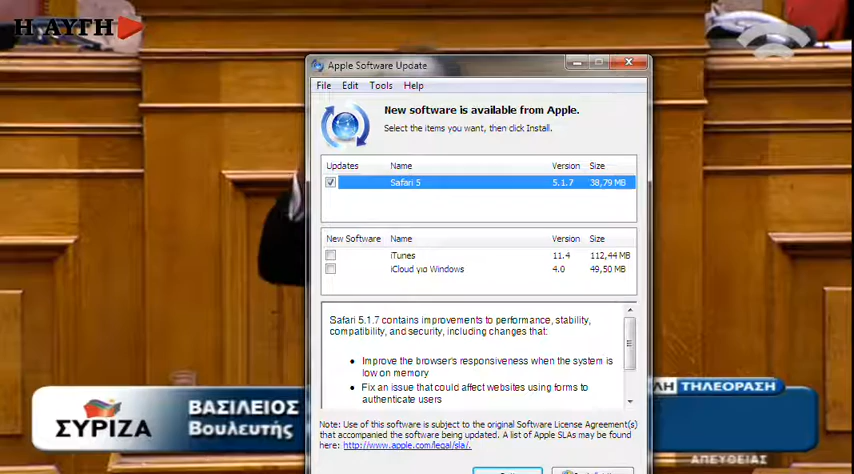 Η ΑΥΓΗ
Apple Software Update
File Edit Tools Help
New software is available from Apple.
Select the items you want, then click Install.
Updates Name Version Size
Safari 5 5.1.7 38,79 MB
New Software Name Version Size
iTunes 11.4 112,44 MB
iCloud για Windows 4.0 49,50 MB
Safari 5.1.7 contains improvements to performance, stability,
compatibility, and security, including changes that:
• Improve the browser's responsiveness when the system is
low on memory
• Fix an issue that could affect websites using forms to
authenticate users
Note: Use of this software is subject to the original Software License Agreement(s)
that accompanied the software being updated. A list of Apple SLAs may be found
here: http://www.apple.com/legal/sla/.
ΣΥΡΙΖΑ
ΒΑΣΙΛΕΙΟΣ
Βουλευτής
ΤΗΛΕΟΡΑΣΗ
ΑΠΕΥΘΕΙΑΣ